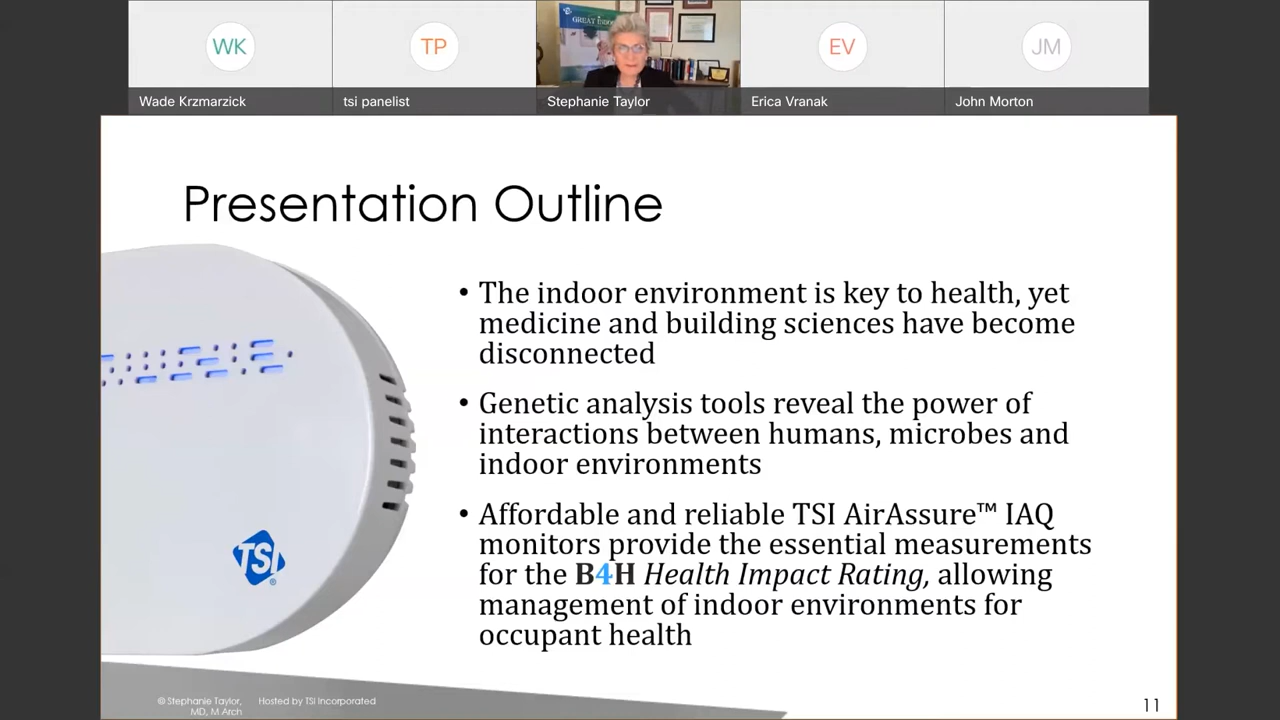 WK
TP
GREAT INDO
EV
JM
Wade Krzmarzick
tsi panelist
Stephanie Taylor
Erica Vranak
John Morton
Presentation Outline
• The indoor environment is key to health, yet
medicine and building sciences have become
disconnected
• Genetic analysis tools reveal the power of
interactions between humans, microbes and
indoor environments
• Affordable and reliable TSI AirAssure™ IAQ
monitors provide the essential measurements
for the B4H Health Impact Rating, allowing
management of indoor environments for
occupant health
TSI
®
© Stephanie Taylor, Hosted by TSI Incorporated
MD, M Arch
11